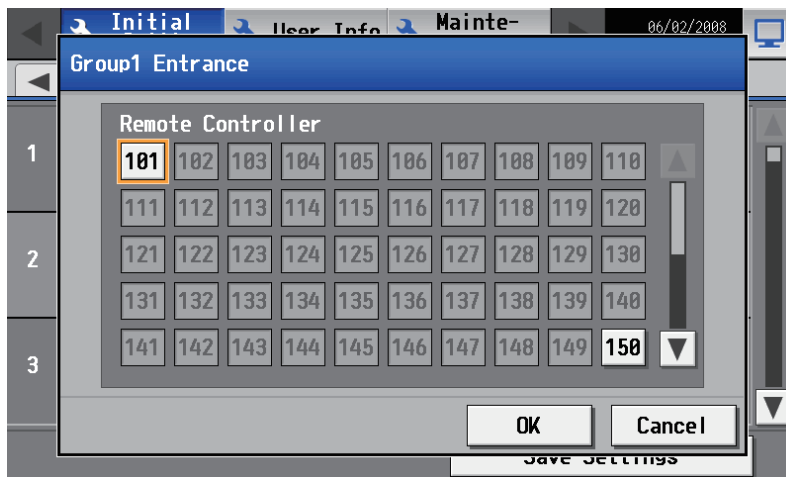 Initial
User Info
Mainte-
06/02/2008
Group1 Entrance
Remote Controller
101 102 103 104 105 106 107 108 109 110
1
111 112 113 114 115 116 117 118 119 120
121 122 123 124 125 126 127 128 129 130
2
131 132 133 134 135 136 137 138 139 140
141 142 143 144 145 146 147 148 149 150
3
OK
Cancel
Save Settings